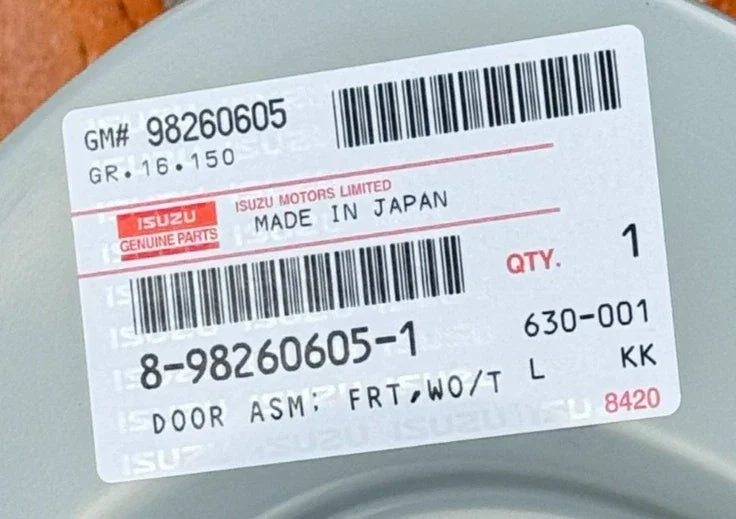 GM# 98260605
GR.16.150
ISUZU
GENUINE PARTS
ISUZU MOTORS LIMITED
MADE IN JAPAN
QTY. 1
8-98260605-1
630-001
DOOR ASM; FRT,WO/T L KK
8420